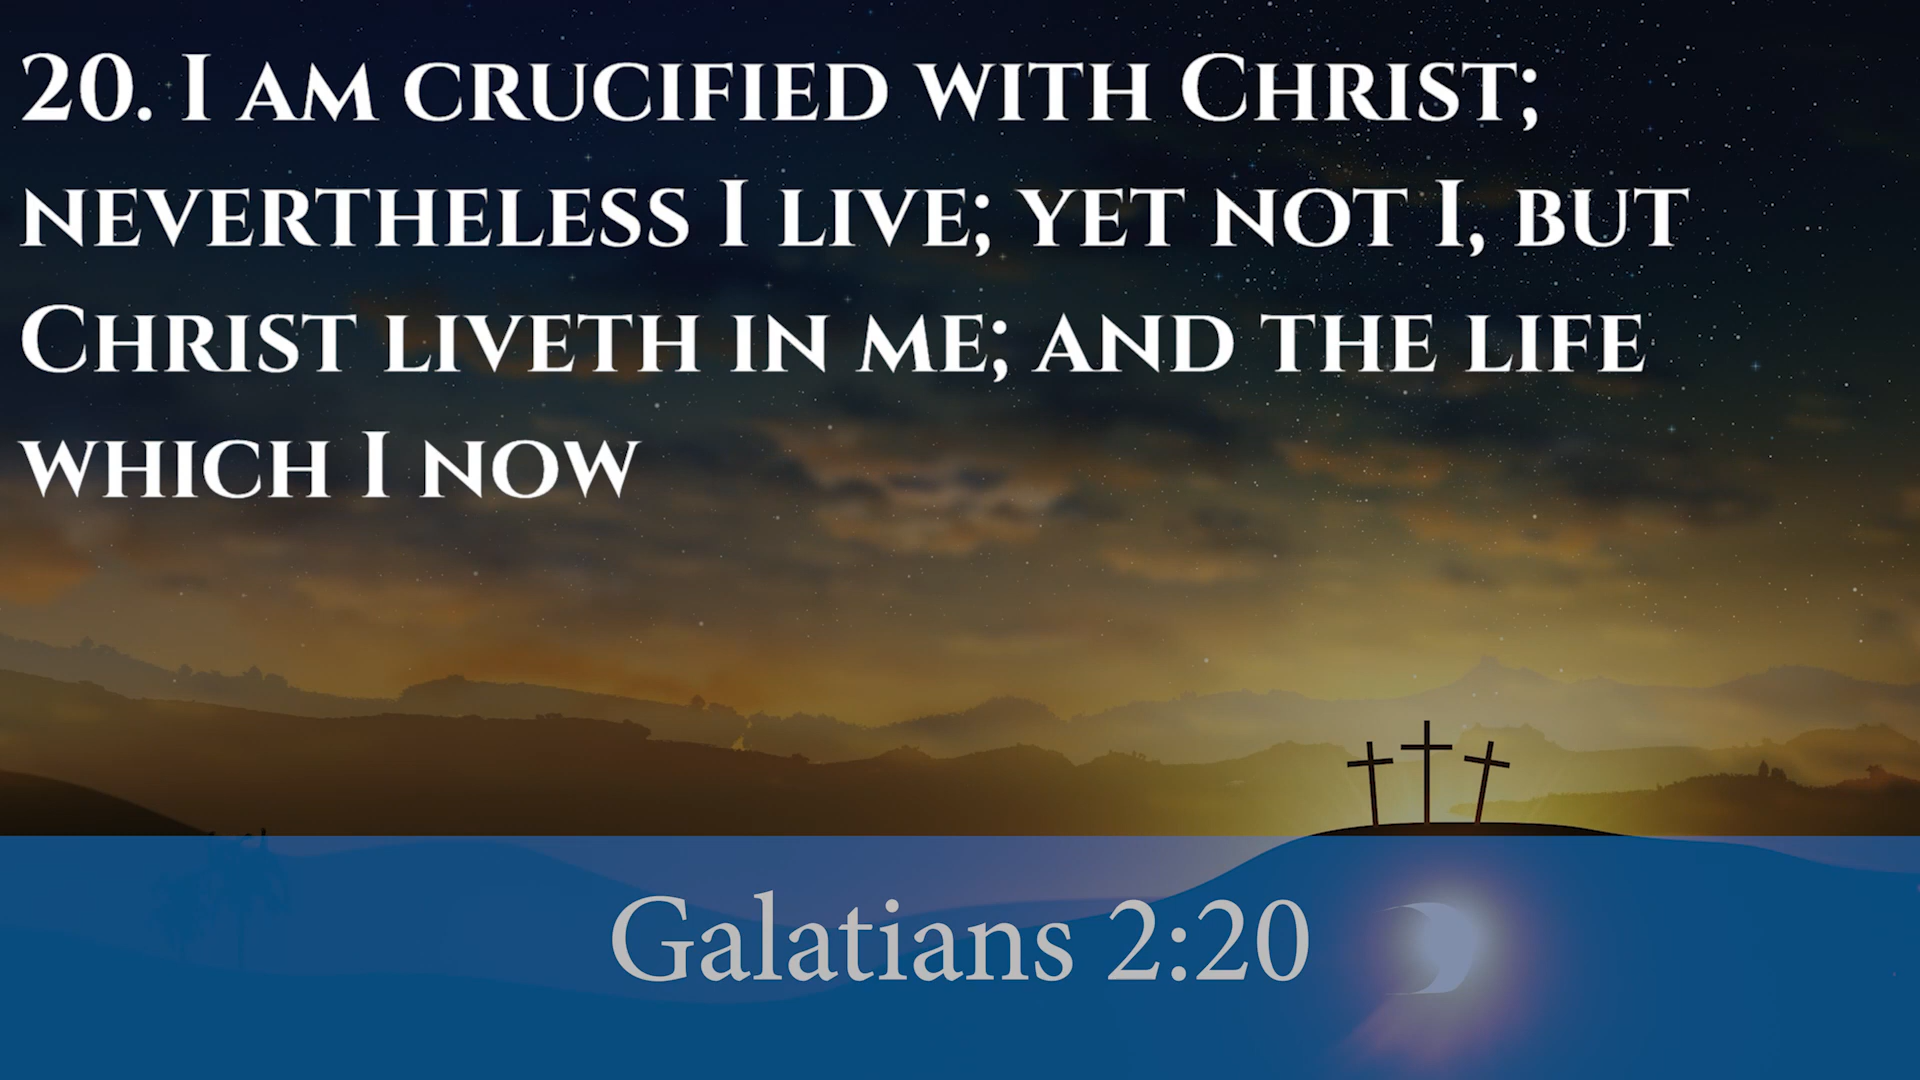 20. I am crucified with Christ;
nevertheless I live; yet not I, but
Christ liveth in me; and the life
which I now
Galatians 2:20